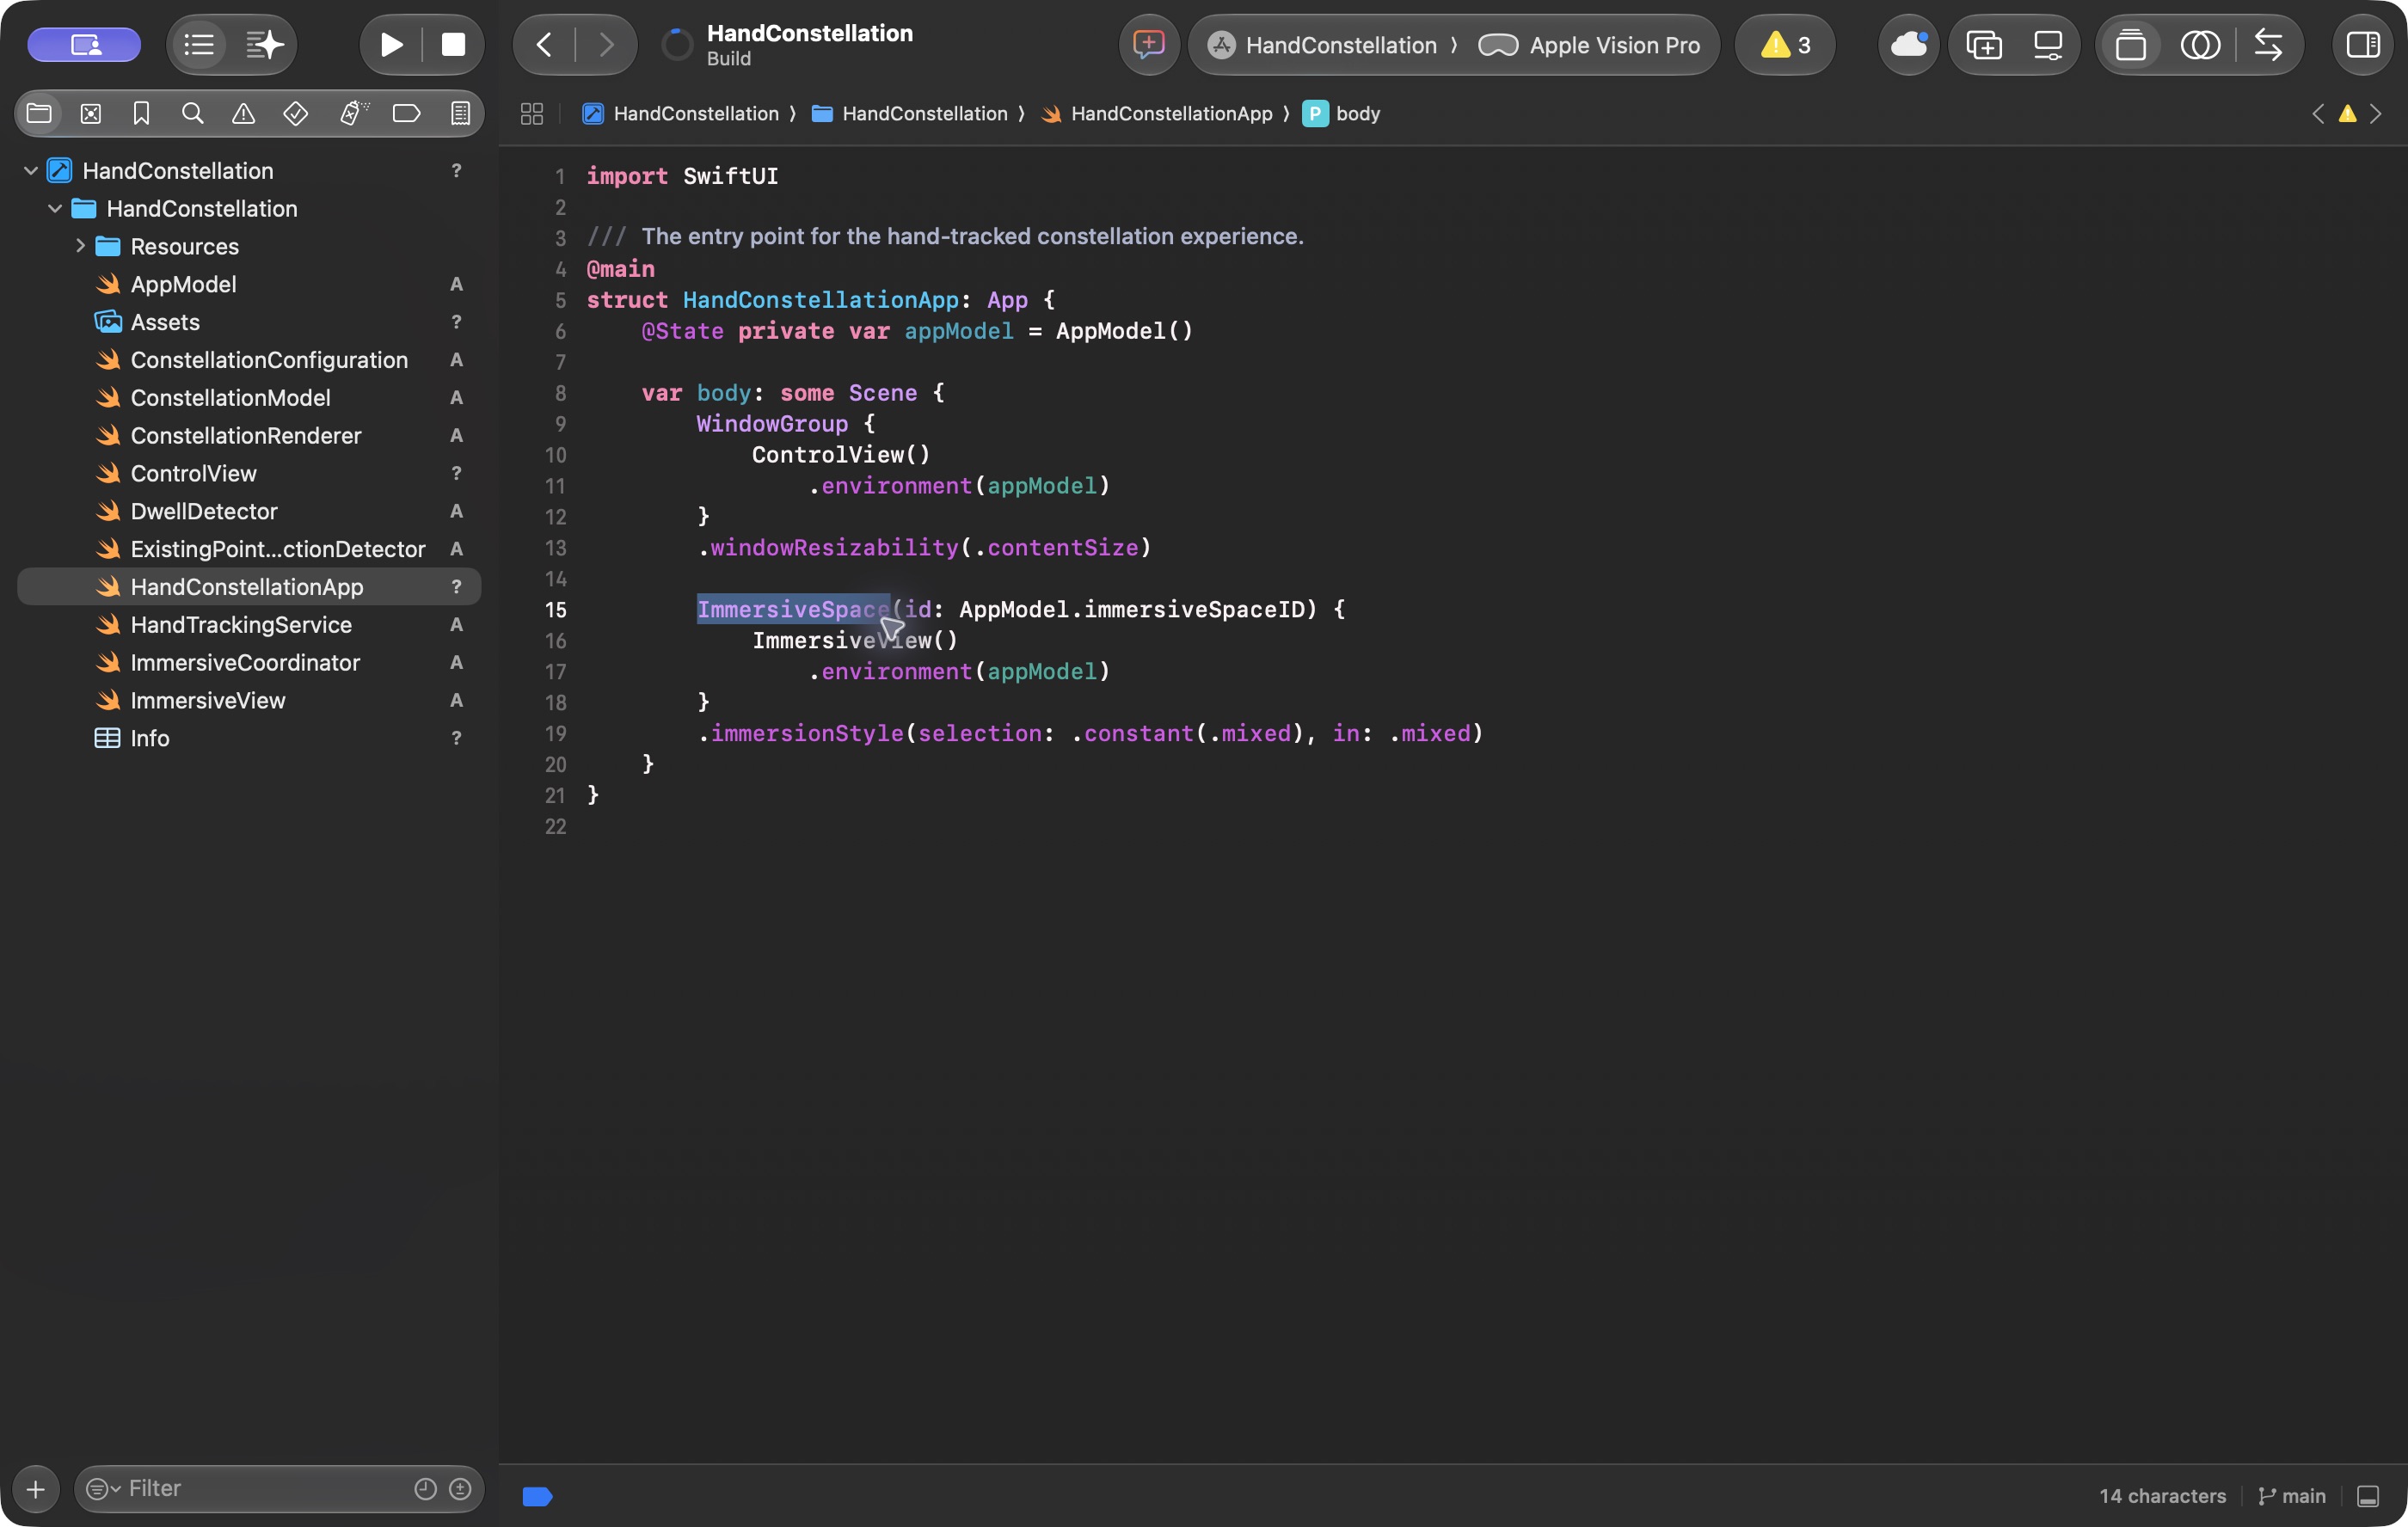 HandConstellation
Build
HandConstellation 〉 Apple Vision Pro
3
HandConstellation 〉 HandConstellation 〉 HandConstellationApp 〉 P body
HandConstellation ?
HandConstellation
Resources
AppModel A
Assets ?
ConstellationConfiguration A
ConstellationModel A
ConstellationRenderer A
ControlView ?
DwellDetector A
ExistingPoint...ctionDetector A
HandConstellationApp ?
HandTrackingService A
ImmersiveCoordinator A
ImmersiveView A
Info ?
1 import SwiftUI
2
3 /// The entry point for the hand-tracked constellation experience.
4 @main
5 struct HandConstellationApp: App {
6 @State private var appModel = AppModel()
7
8 var body: some Scene {
9 WindowGroup {
10 ControlView()
11 .environment(appModel)
12 }
13 .windowResizability(.contentSize)
14
15 ImmersiveSpace(id: AppModel.immersiveSpaceID) {
16 ImmersiveView()
17 .environment(appModel)
18 }
19 .immersionStyle(selection: .constant(.mixed), in: .mixed)
20 }
21 }
22
Filter
14 characters
main